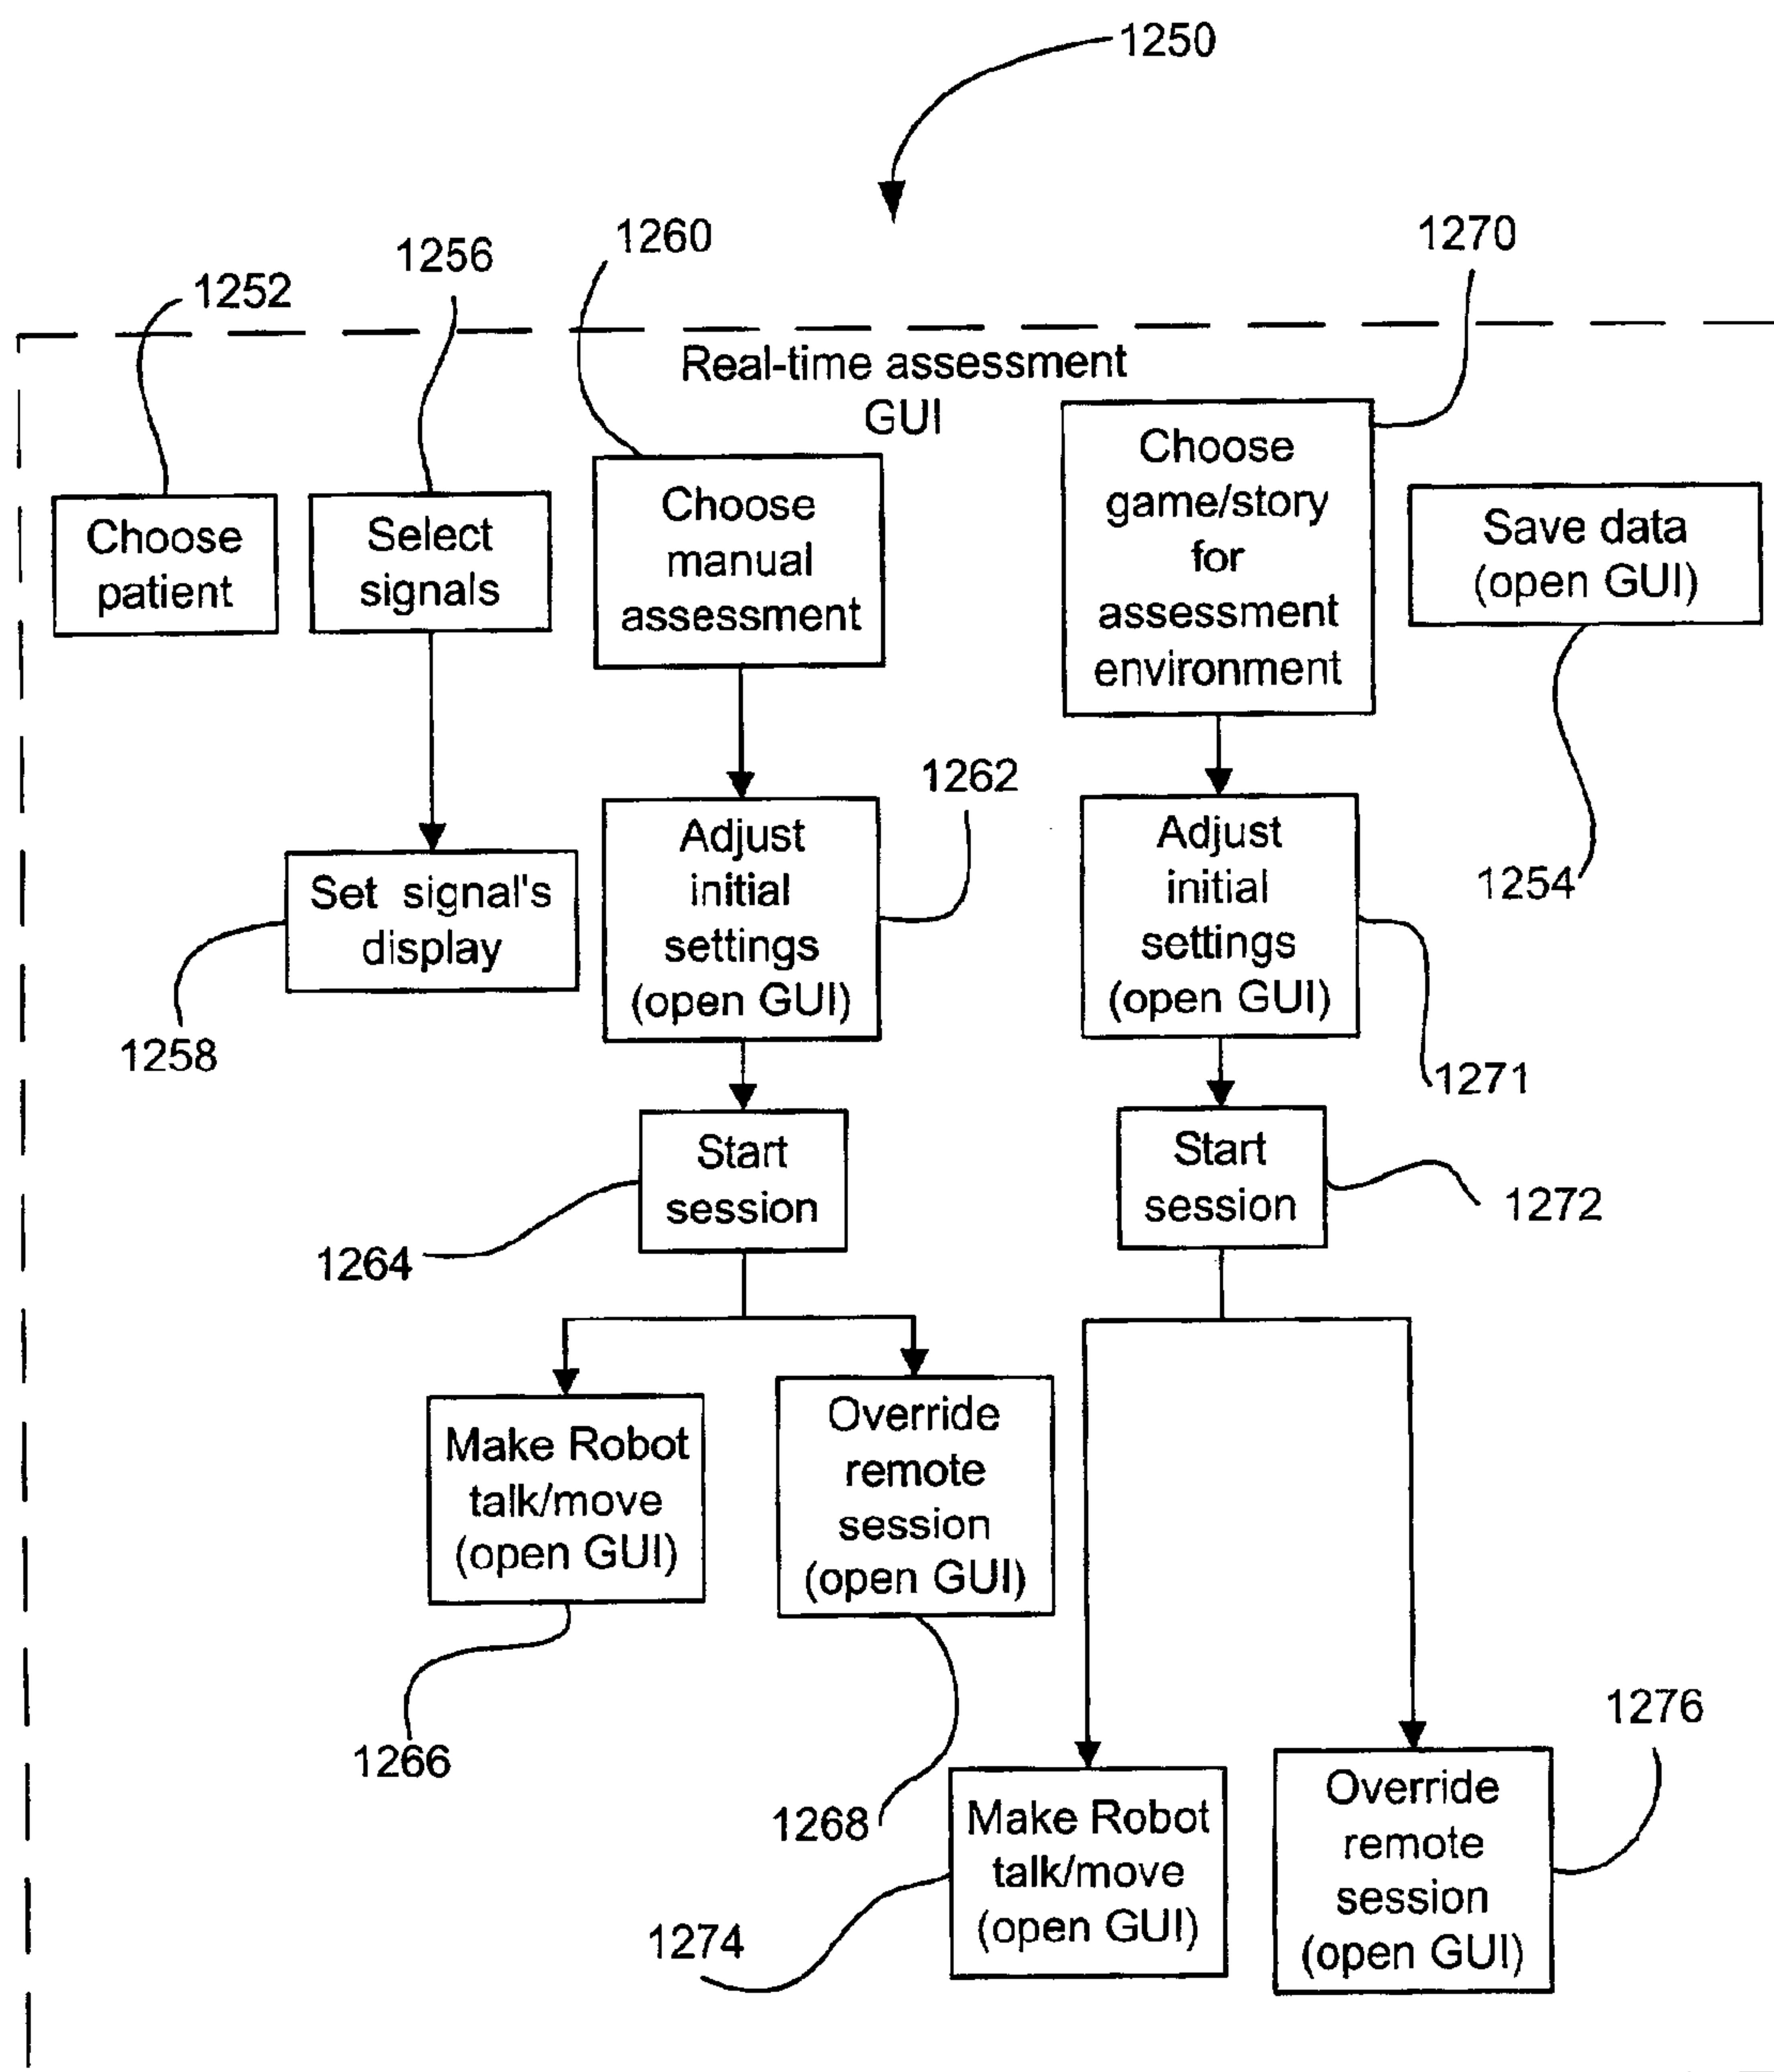 1250
1260
1270
1256
1252
Real-time assessment
GUI
Choose
patient
Select
signals
Choose
manual
assessment
Choose
game/story
for
assessment
environment
Save data
(open GUI)
1254
Set signal's
display
1258
Adjust
initial
settings
(open GUI)
1262
Adjust
initial
settings
(open GUI)
1271
Start
session
1264
Start
session
1272
Make Robot
talk/move
(open GUI)
1266
Override
remote
session
(open GUI)
1268
Make Robot
talk/move
(open GUI)
1274
Override
remote
session
(open GUI)
1276